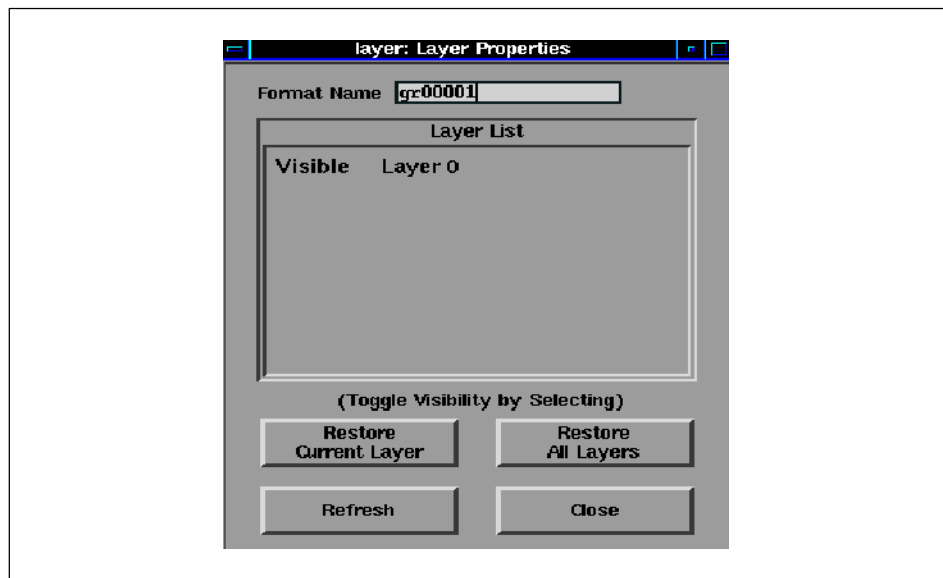 layer: Layer Properties
Format Name gr00001
Layer List
Visible Layer 0
(Toggle Visibility by Selecting)
Restore
Current Layer
Restore
All Layers
Refresh
Close